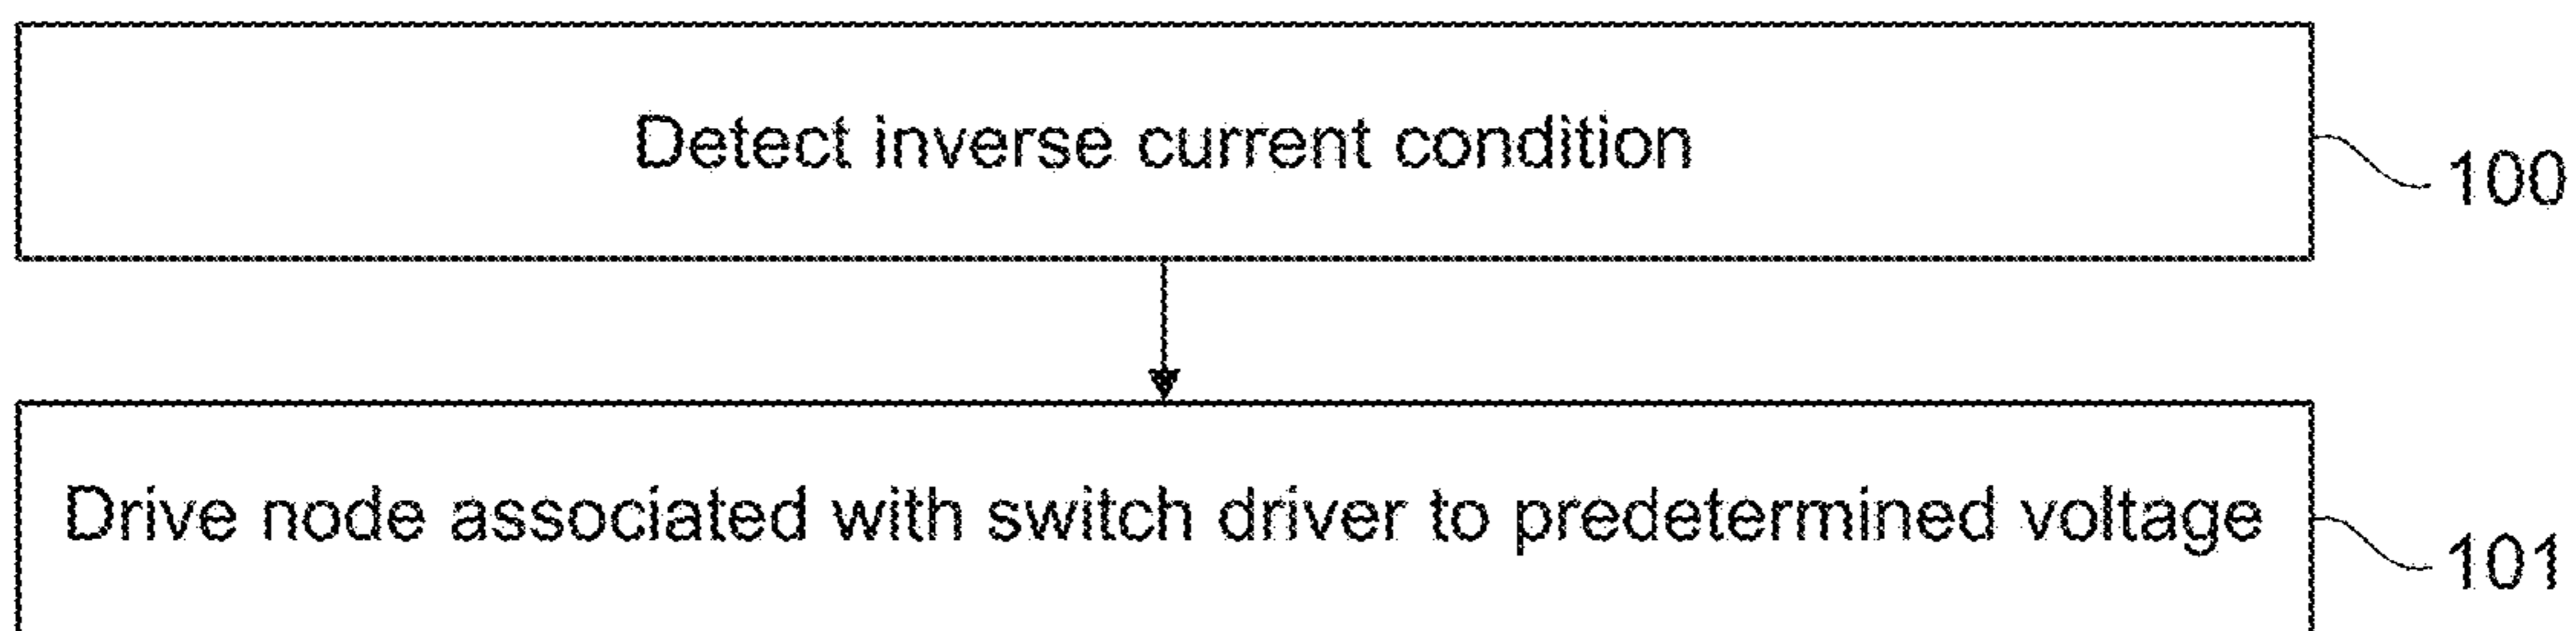 Detect inverse current condition
100
Drive node associated with switch driver to predetermined voltage
101